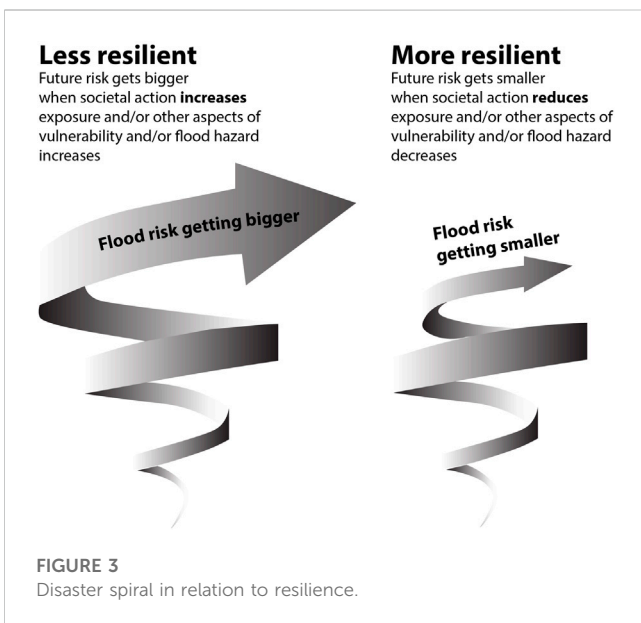 Less resilient
Future risk gets bigger
when societal action increases
exposure and/or other aspects of
vulnerability and/or flood hazard
increases
Flood risk getting bigger
More resilient
Future risk gets smaller
when societal action reduces
exposure and/or other aspects of
vulnerability and/or flood hazard
decreases
Flood risk
getting smaller
FIGURE 3
Disaster spiral in relation to resilience.